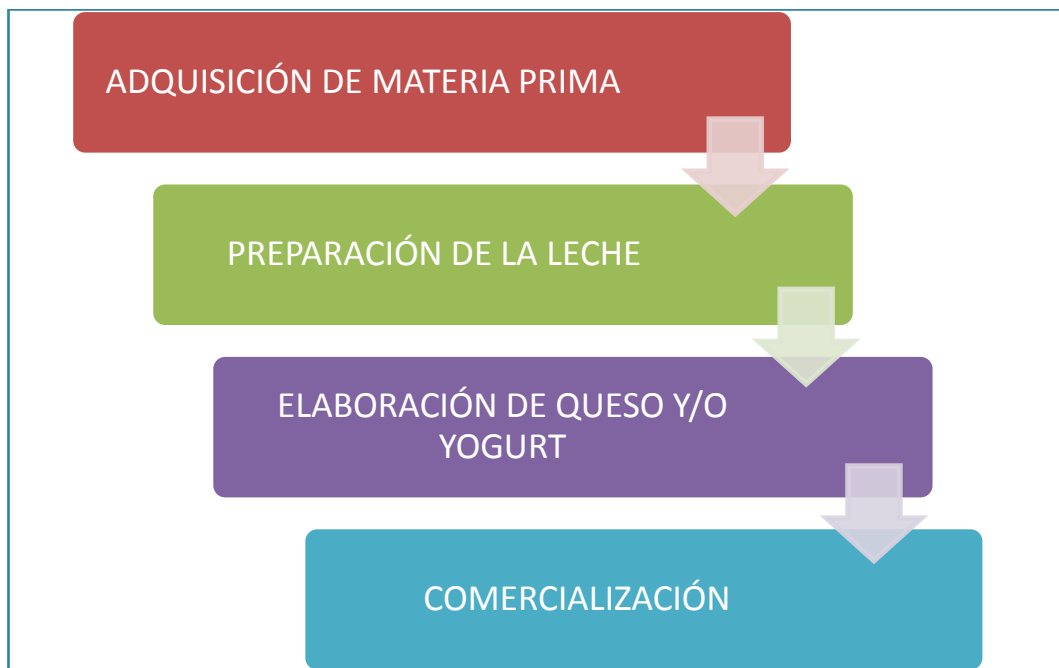 ADQUISICIÓN DE MATERIA PRIMA
PREPARACIÓN DE LA LECHE
ELABORACIÓN DE QUESO Y/O
YOGURT
COMERCIALIZACIÓN